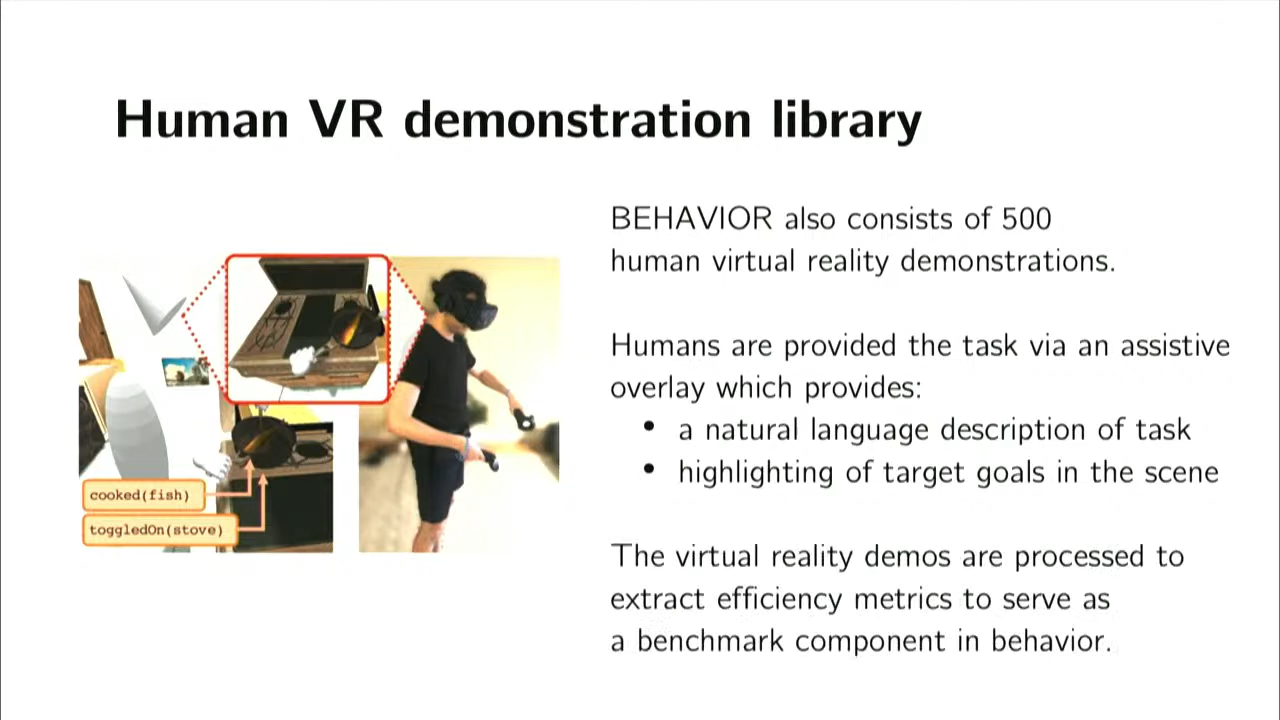 Human VR demonstration library
BEHAVIOR also consists of 500
human virtual reality demonstrations.
Humans are provided the task via an assistive
overlay which provides:
• a natural language description of task
• highlighting of target goals in the scene
The virtual reality demos are processed to
extract efficiency metrics to serve as
a benchmark component in behavior.
cooked(fish)
toggledOn(stove)